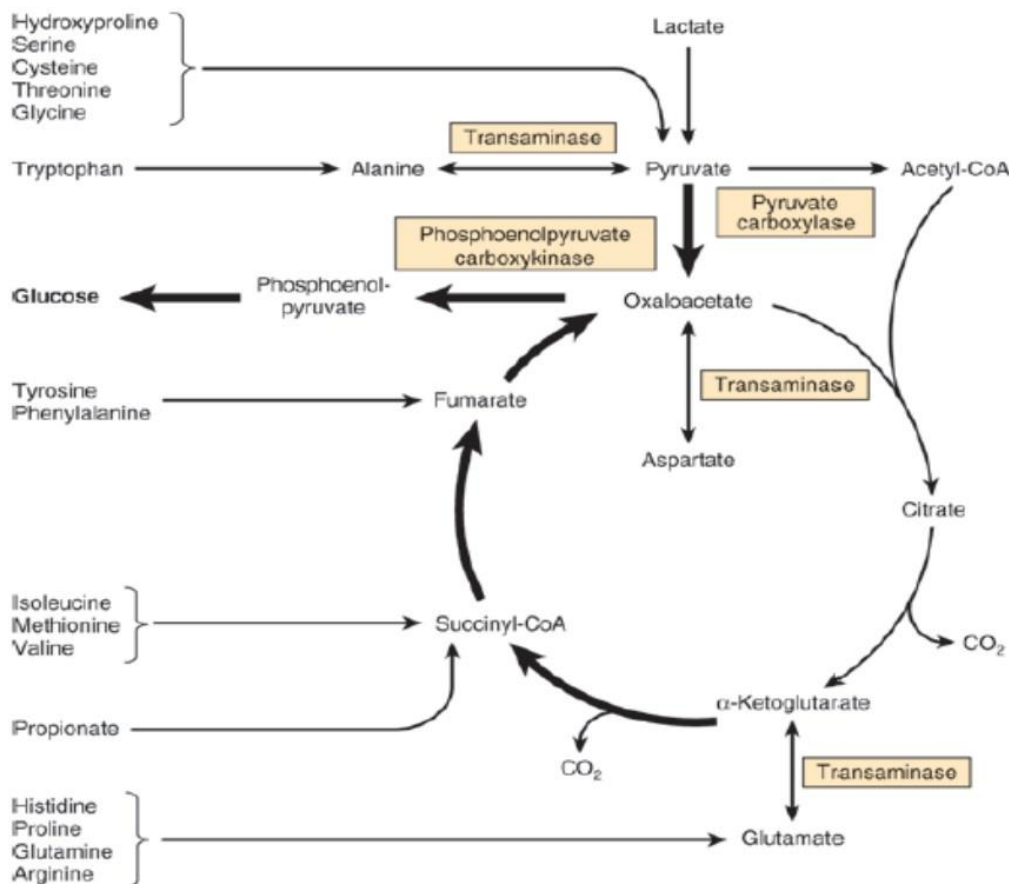 Hydroxyproline
Serine
Cysteine
Threonine
Glycine
Lactate
Transaminase
Tryptophan
Alanine
Pyruvate
Acetyl-CoA
Pyruvate
carboxylase
Phosphoenolpyruvate
carboxykinase
Glucose
Phosphoenol-
pyruvate
Oxaloacetate
Tyrosine
Phenylalanine
Fumarate
Transaminase
Aspartate
Citrate
Isoleucine
Methionine
Valine
Succinyl-CoA
CO₂
Propionate
α-Ketoglutarate
CO₂
Transaminase
Histidine
Proline
Glutamine
Arginine
Glutamate